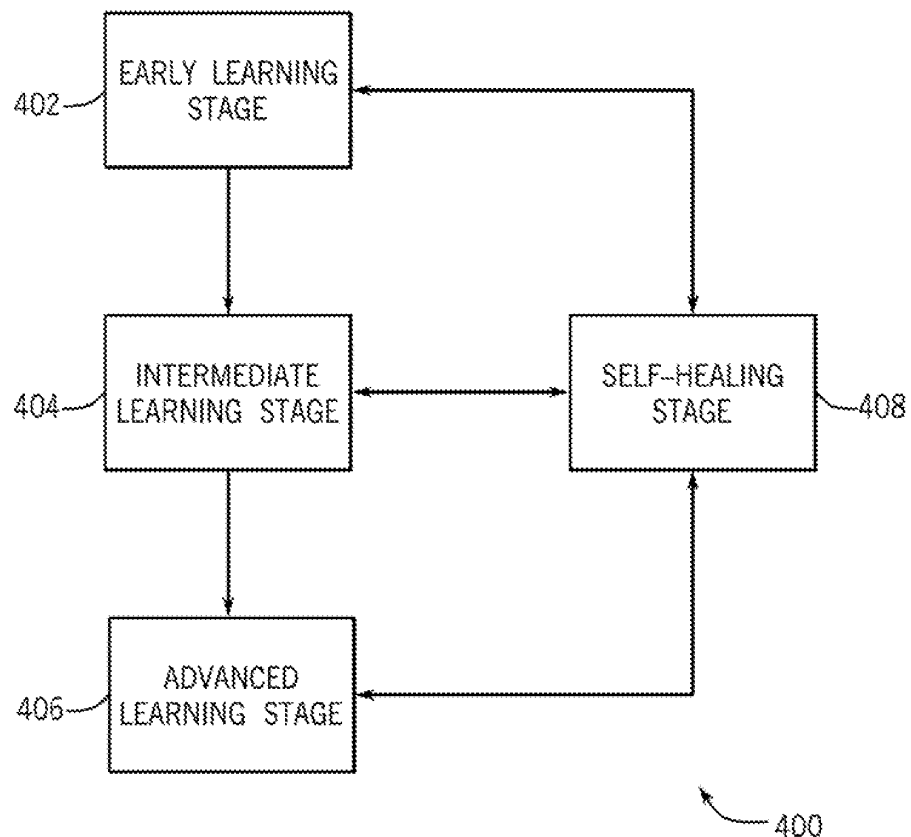 EARLY LEARNING
STAGE
402
INTERMEDIATE
LEARNING STAGE
404
SELF-HEALING
STAGE
408
ADVANCED
LEARNING STAGE
406
400